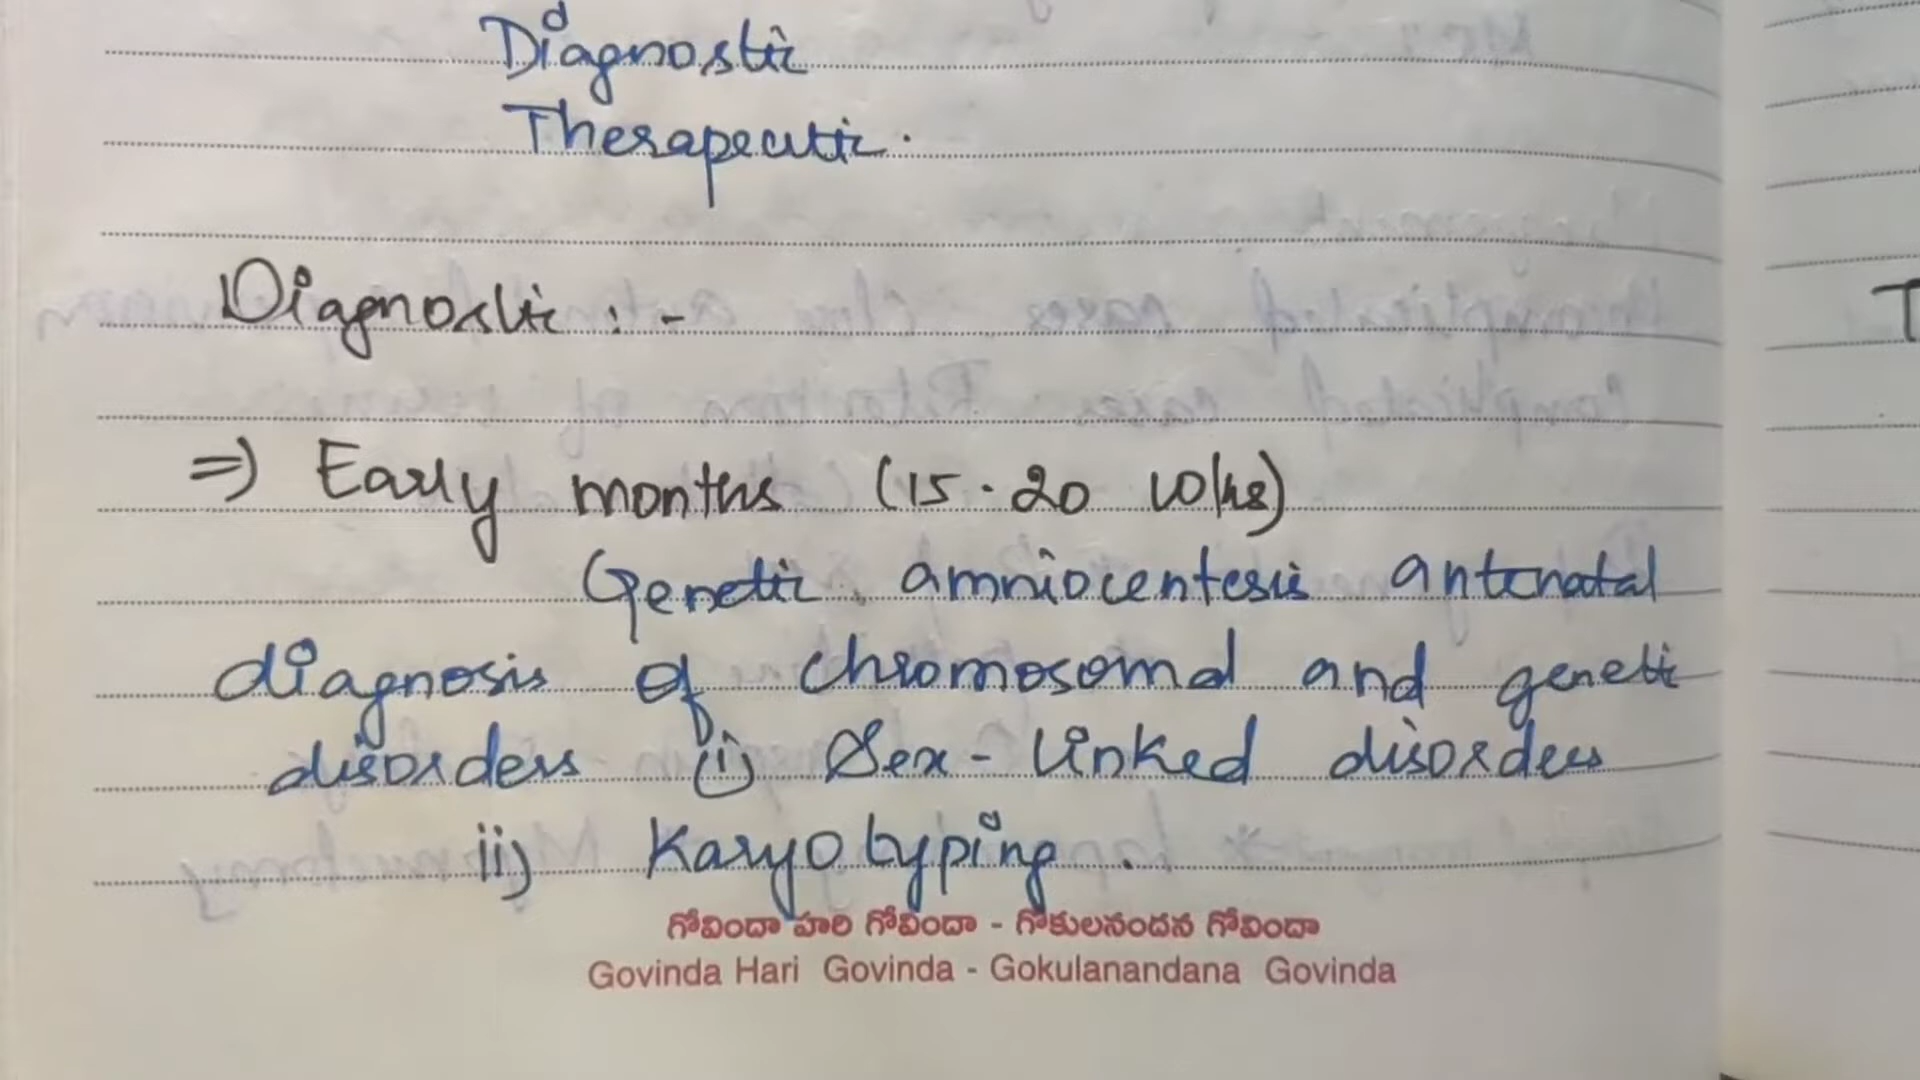 Diagnostic
Therapeutic.
Diagnostic :-
⇒ Early months (15-20 wks)
Genetic amniocentesis antenatal
diagnosis of chromosomal and genetic
disorders (i) Sex-linked disorders
ii) Karyotyping.
గోవిందా హరి గోవిందా - గోకులనందన గోవిందా
Govinda Hari Govinda - Gokulanandana Govinda
T